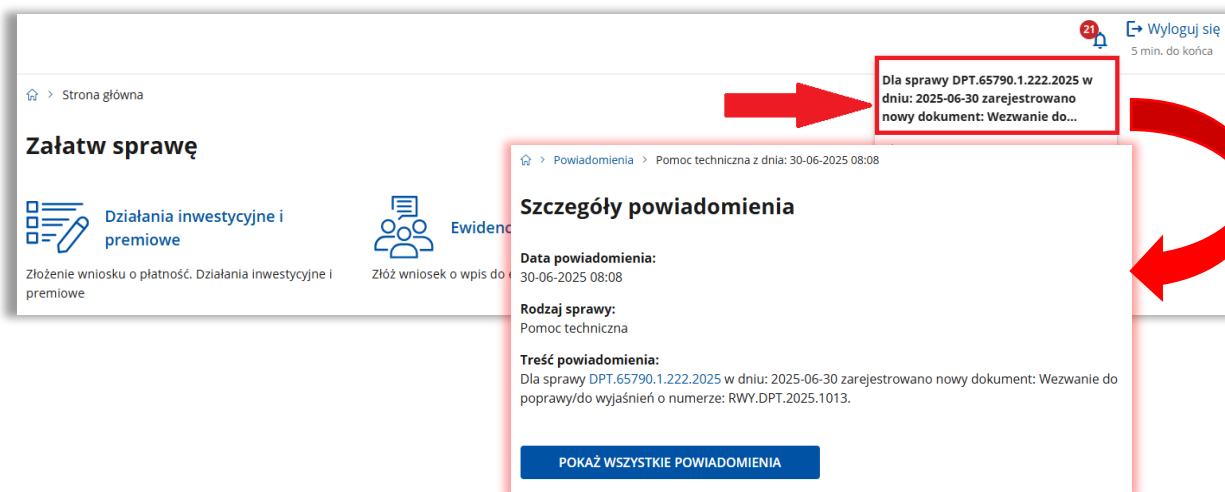 21
Wyloguj się
5 min. do końca
Strona główna
Dla sprawy DPT.65790.1.222.2025 w
dniu: 2025-06-30 zarejestrowano
nowy dokument: Wezwanie do...
Załatw sprawę
Działania inwestycyjne i
premiowe
Złożenie wniosku o płatność. Działania inwestycyjne i
premiowe
Ewidenc
Złóż wniosek o wpis do
Powiadomienia > Pomoc techniczna z dnia: 30-06-2025 08:08
Szczegóły powiadomienia
Data powiadomienia:
30-06-2025 08:08
Rodzaj sprawy:
Pomoc techniczna
Treść powiadomienia:
Dla sprawy DPT.65790.1.222.2025 w dniu: 2025-06-30 zarejestrowano nowy dokument: Wezwanie do
poprawy/do wyjaśnień o numerze: RWY.DPT.2025.1013.
POKAŻ WSZYSTKIE POWIADOMIENIA